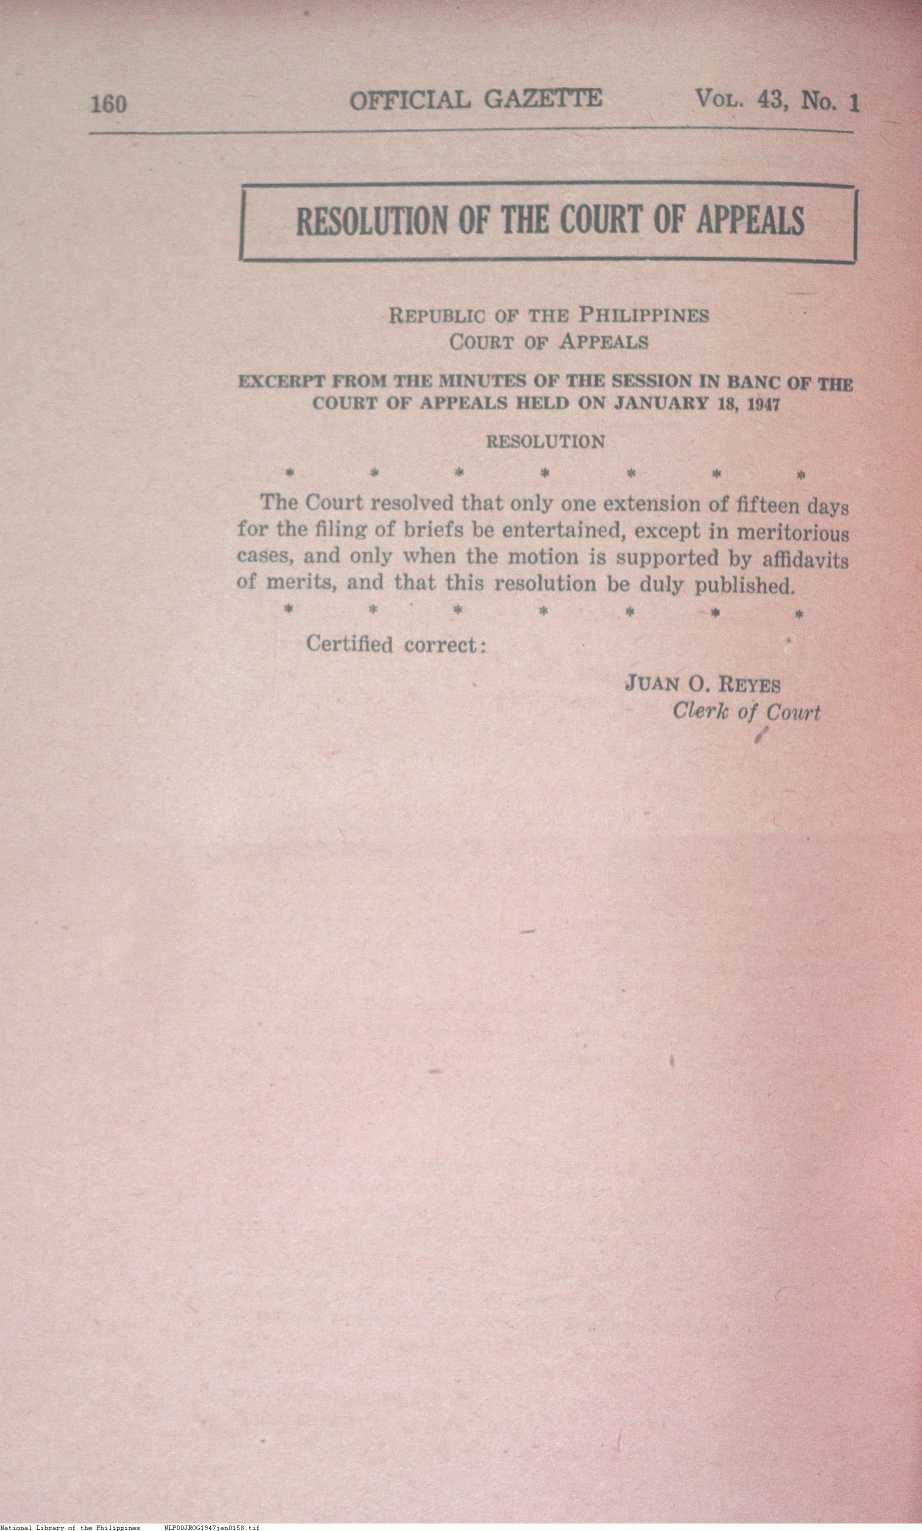 160 OFFICIAL GAZETTE VOL. 43, NO. 1
RESOLUTION OF THE COURT OF APPEALS
REPUBLIC OF THE PHILIPPINES
COURT OF APPEALS
EXCERPT FROM THE MINUTES OF THE SESSION IN BANC OF THE
COURT OF APPEALS HELD ON JANUARY 18, 1947
RESOLUTION
* * * * * * *
The Court resolved that only one extension of fifteen days
for the filing of briefs be entertained, except in meritorious
cases, and only when the motion is supported by affidavits
of merits, and that this resolution be duly published.
* * * * * * *
Certified correct:
JUAN O. REYES
Clerk of Court
National Library of the Philippines NLP00JROG1947jan0158.tif